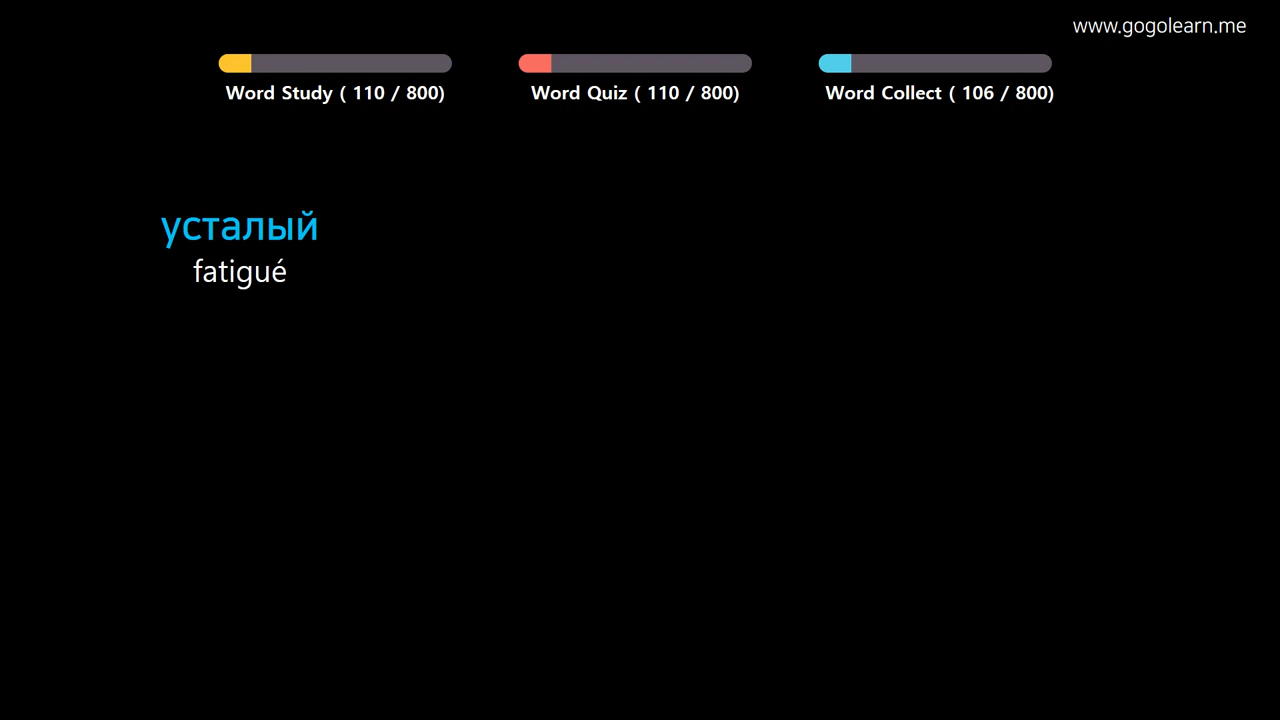 www.gogolearn.me
Word Study ( 110 / 800)
Word Quiz ( 110 / 800)
Word Collect ( 106 / 800)
усталый
fatigué